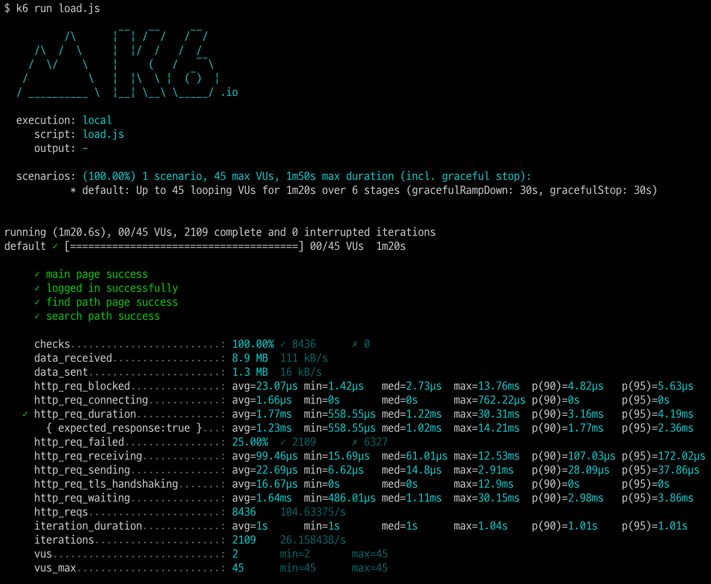 $ k6 run load.js
.io
execution: local
script: load.js
output: -
scenarios: (100.00%) 1 scenario, 45 max VUs, 1m50s max duration (incl. graceful stop):
* default: Up to 45 looping VUs for 1m20s over 6 stages (gracefulRampDown: 30s, gracefulStop: 30s)
running (1m20.6s), 00/45 VUs, 2109 complete and 0 interrupted iterations
default ✓ [======================================] 00/45 VUs  1m20s
✓ main page success
✓ logged in successfully
✓ find path page success
✓ search path success
checks.........................: 100.00% ✓ 8436      ✗ 0
data_received..................: 8.9 MB  111 kB/s
data_sent......................: 1.3 MB  16 kB/s
http_req_blocked...............: avg=23.07µs min=1.42µs   med=2.73µs  max=13.76ms  p(90)=4.82µs   p(95)=5.63µs
http_req_connecting............: avg=1.66µs  min=0s       med=0s      max=762.22µs p(90)=0s       p(95)=0s
✓ http_req_duration..............: avg=1.77ms  min=558.55µs med=1.22ms  max=30.31ms  p(90)=3.16ms   p(95)=4.19ms
{ expected_response:true }...: avg=1.23ms  min=558.55µs med=1.02ms  max=14.21ms  p(90)=1.77ms   p(95)=2.36ms
http_req_failed................: 25.00%  ✓ 2109      ✗ 6327
http_req_receiving.............: avg=99.46µs min=15.69µs  med=61.01µs max=12.53ms  p(90)=107.03µs p(95)=172.02µs
http_req_sending...............: avg=22.69µs min=6.62µs   med=14.8µs  max=2.91ms   p(90)=28.09µs  p(95)=37.86µs
http_req_tls_handshaking.......: avg=16.67µs min=0s       med=0s      max=12.9ms   p(90)=0s       p(95)=0s
http_req_waiting...............: avg=1.64ms  min=486.01µs med=1.11ms  max=30.15ms  p(90)=2.98ms   p(95)=3.86ms
http_reqs......................: 8436    104.63375/s
iteration_duration.............: avg=1s      min=1s       med=1s      max=1.04s    p(90)=1.01s    p(95)=1.01s
iterations.....................: 2109    26.158438/s
vus............................: 2       min=2       max=45
vus_max........................: 45      min=45      max=45